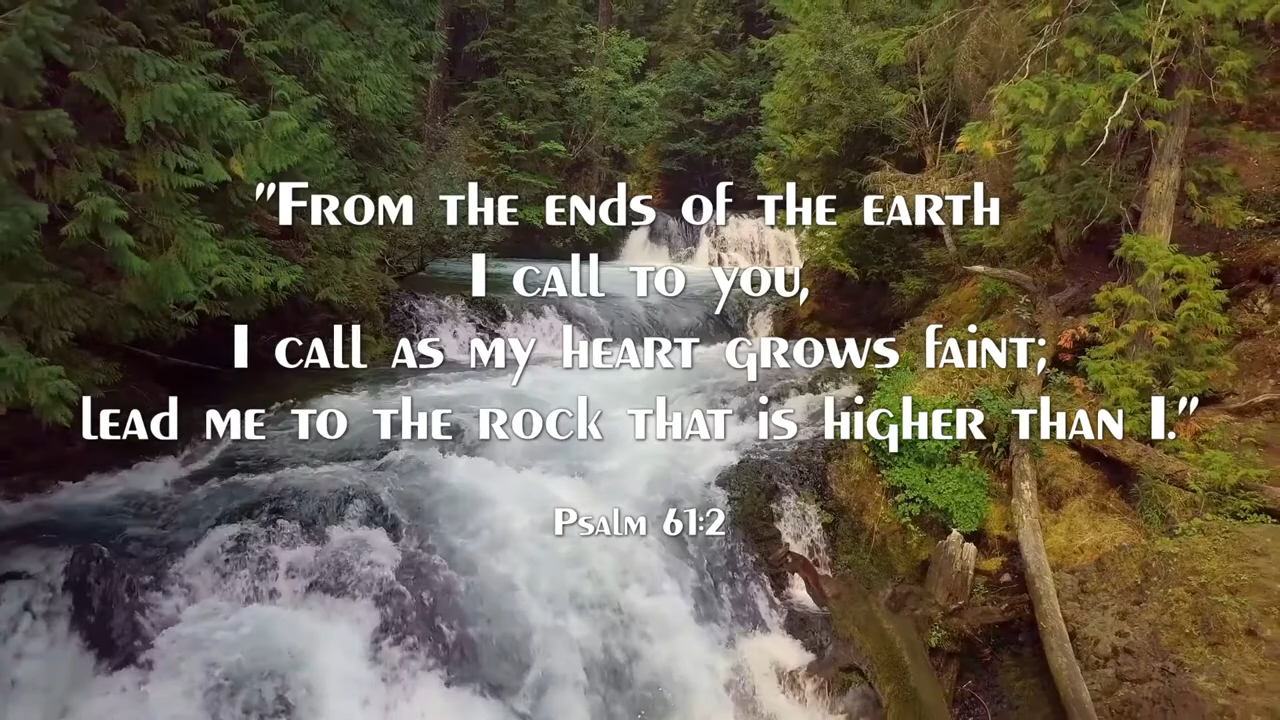 "From the ends of the earth
I call to you,
I call as my heart grows faint;
lead me to the rock that is higher than I."
Psalm 61:2